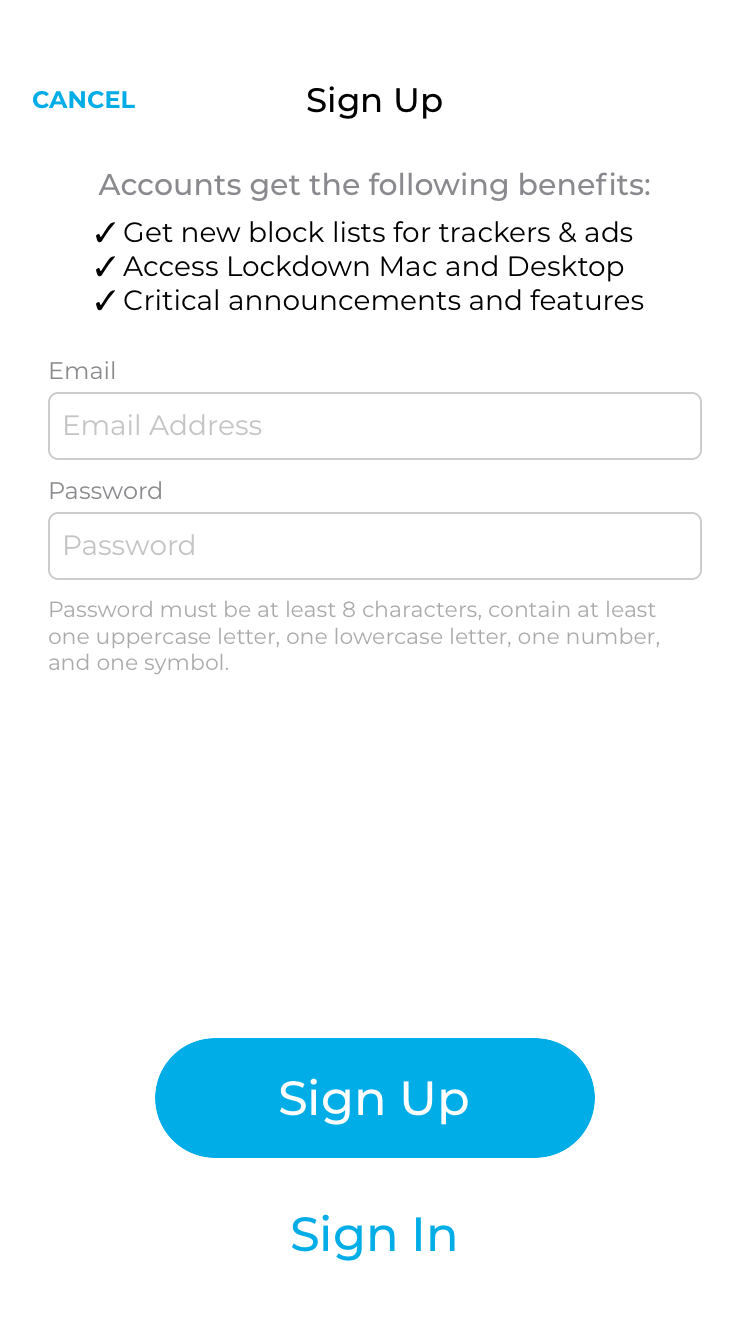 CANCEL
Sign Up
Accounts get the following benefits:
✓ Get new block lists for trackers & ads
✓ Access Lockdown Mac and Desktop
✓ Critical announcements and features
Email
Email Address
Password
Password
Password must be at least 8 characters, contain at least
one uppercase letter, one lowercase letter, one number,
and one symbol.
Sign Up
Sign In